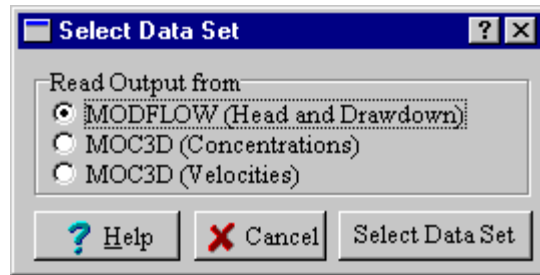 Select Data Set
Read Output from
MODFLOW (Head and Drawdown)
MOC3D (Concentrations)
MOC3D (Velocities)
Help Cancel Select Data Set